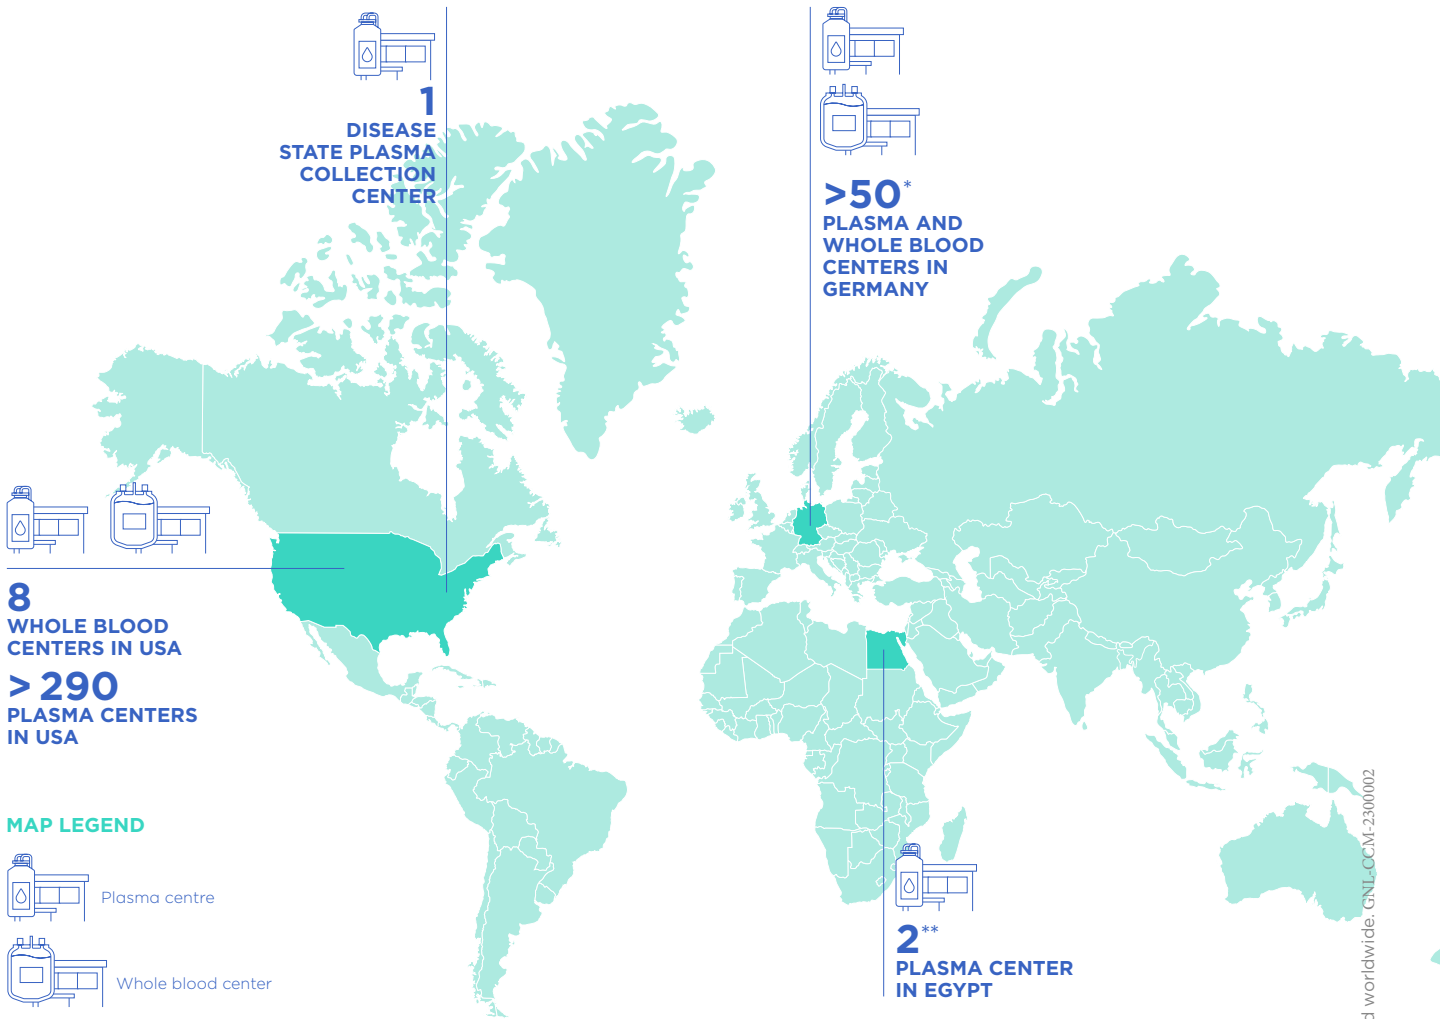 1
DISEASE
STATE PLASMA
COLLECTION
CENTER
>50*
PLASMA AND
WHOLE BLOOD
CENTERS IN
GERMANY
8
WHOLE BLOOD
CENTERS IN USA
> 290
PLASMA CENTERS
IN USA
MAP LEGEND
Plasma centre
Whole blood center
2**
PLASMA CENTER
IN EGYPT
d worldwide. GNL-CCM-2300002